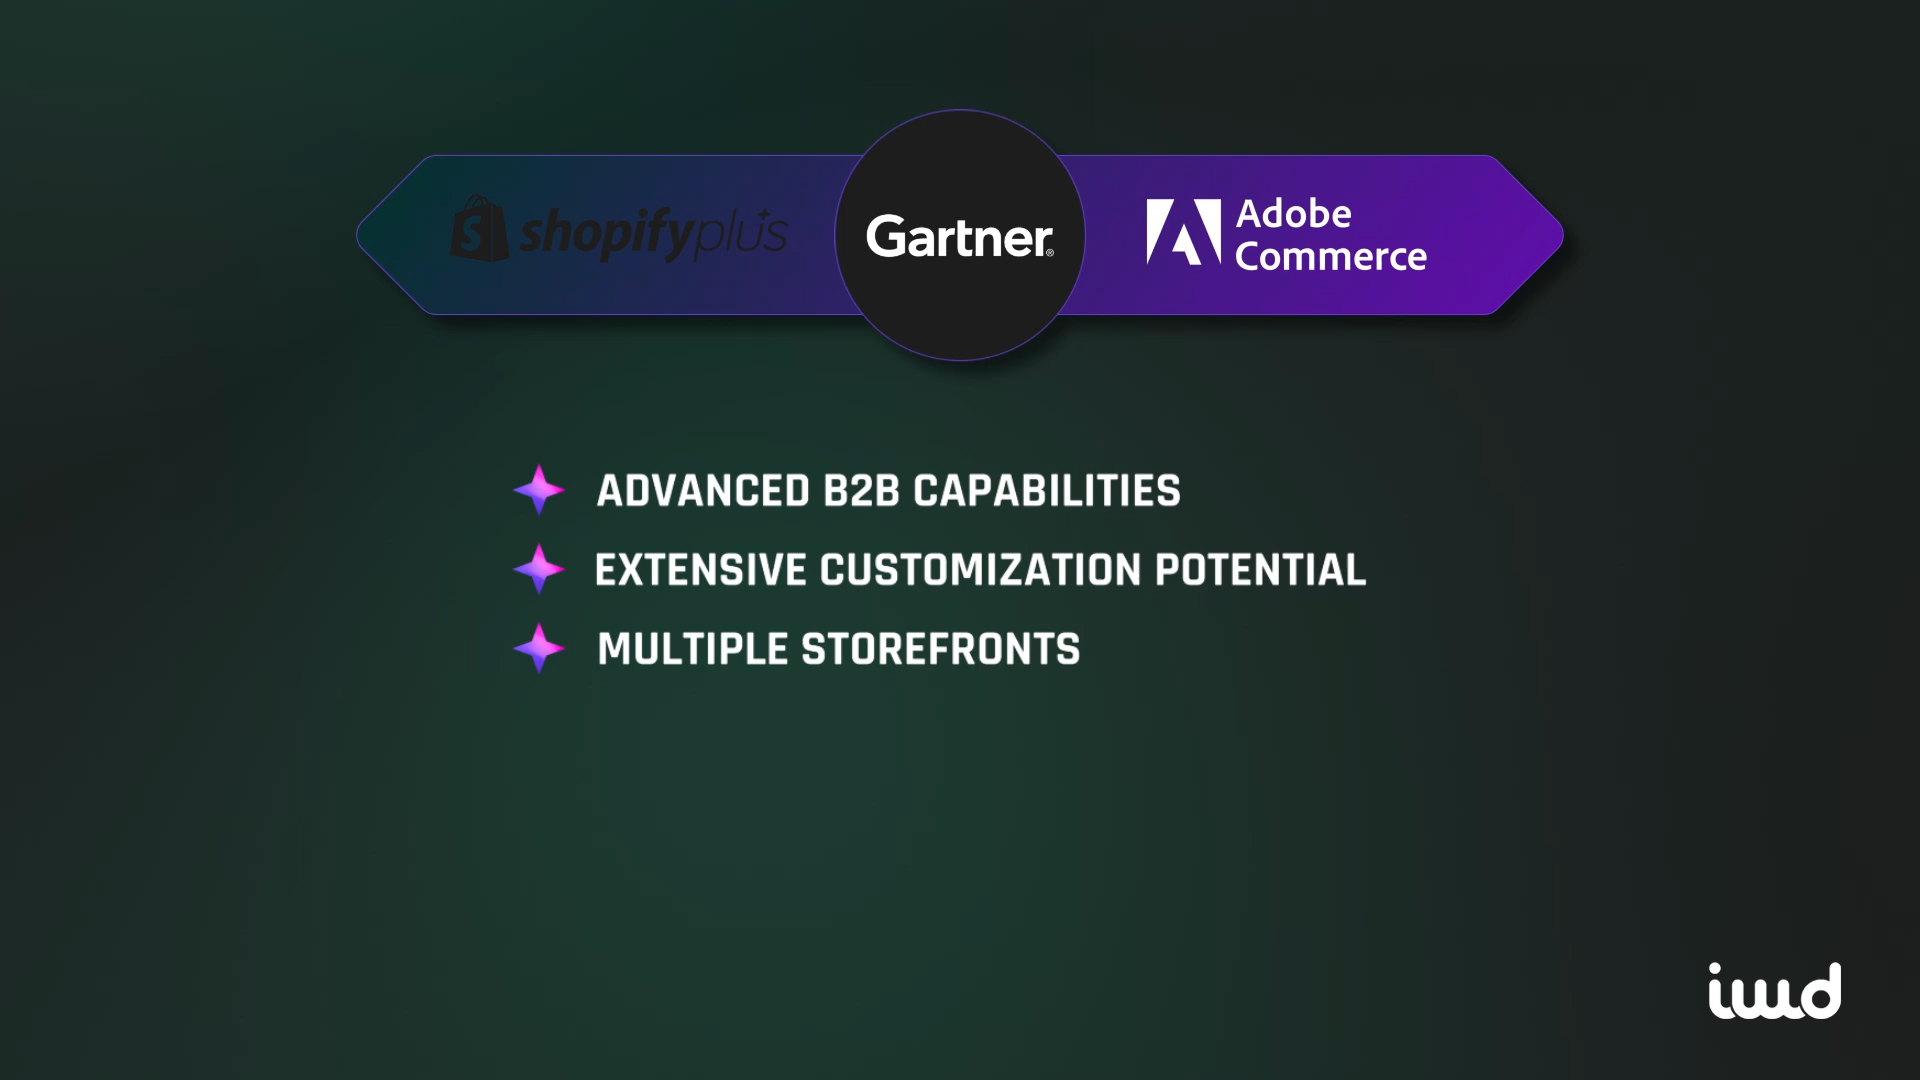 shopifyplus
Gartner®
Adobe
Commerce
ADVANCED B2B CAPABILITIES
EXTENSIVE CUSTOMIZATION POTENTIAL
MULTIPLE STOREFRONTS
iwd